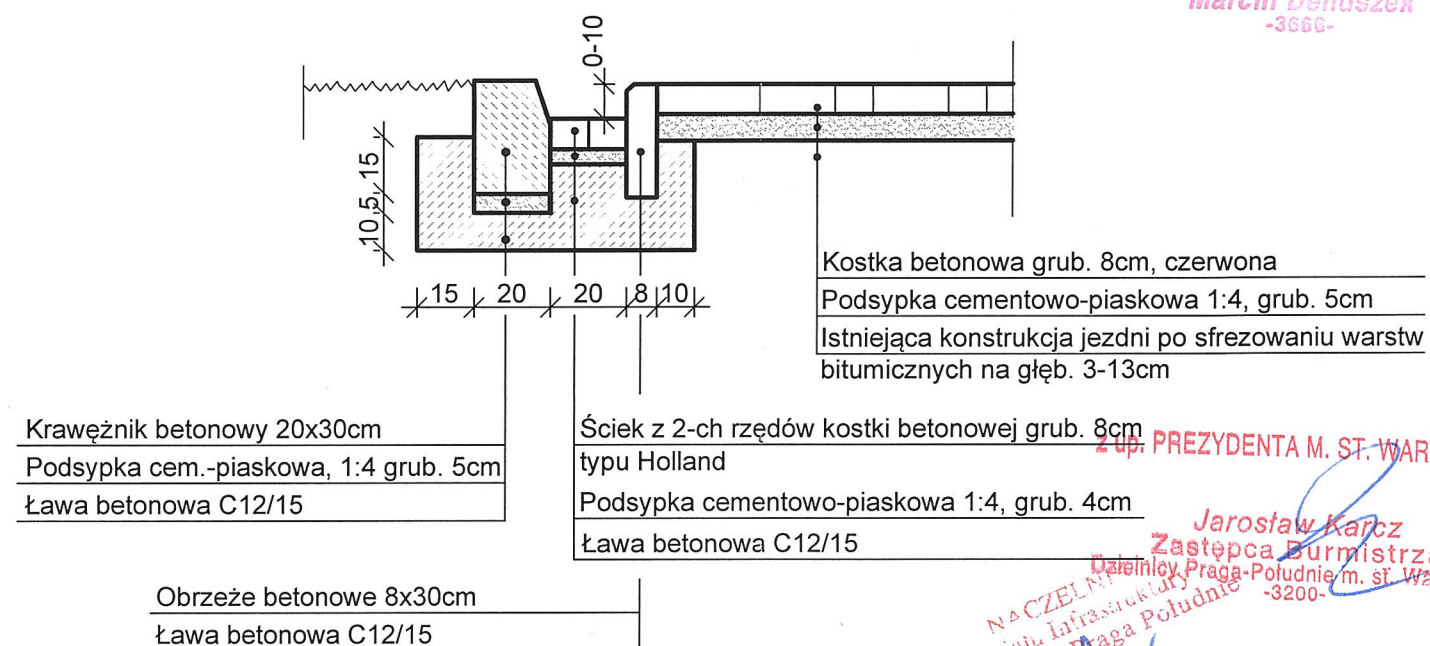 Marcin Denuszek
-3666-
0-10
15
10,5
15 20 20 8 10
Kostka betonowa grub. 8cm, czerwona
Podsypka cementowo-piaskowa 1:4, grub. 5cm
Istniejąca konstrukcja jezdni po sfrezowaniu warstw
bitumicznych na głęb. 3-13cm
Krawężnik betonowy 20x30cm
Podsypka cem.-piaskowa, 1:4 grub. 5cm
Ława betonowa C12/15
Ściek z 2-ch rzędów kostki betonowej grub. 8cm
typu Holland
Podsypka cementowo-piaskowa 1:4, grub. 4cm
Ława betonowa C12/15
Obrzeże betonowe 8x30cm
Ława betonowa C12/15
z up. PREZYDENTA M. ST. WAR
Jarosław Karcz
Zastępca Burmistrza
Dzielnicy Praga-Południe m. st. Wa
-3200-
NACZELNI
Infrastruktury
Praga Południe